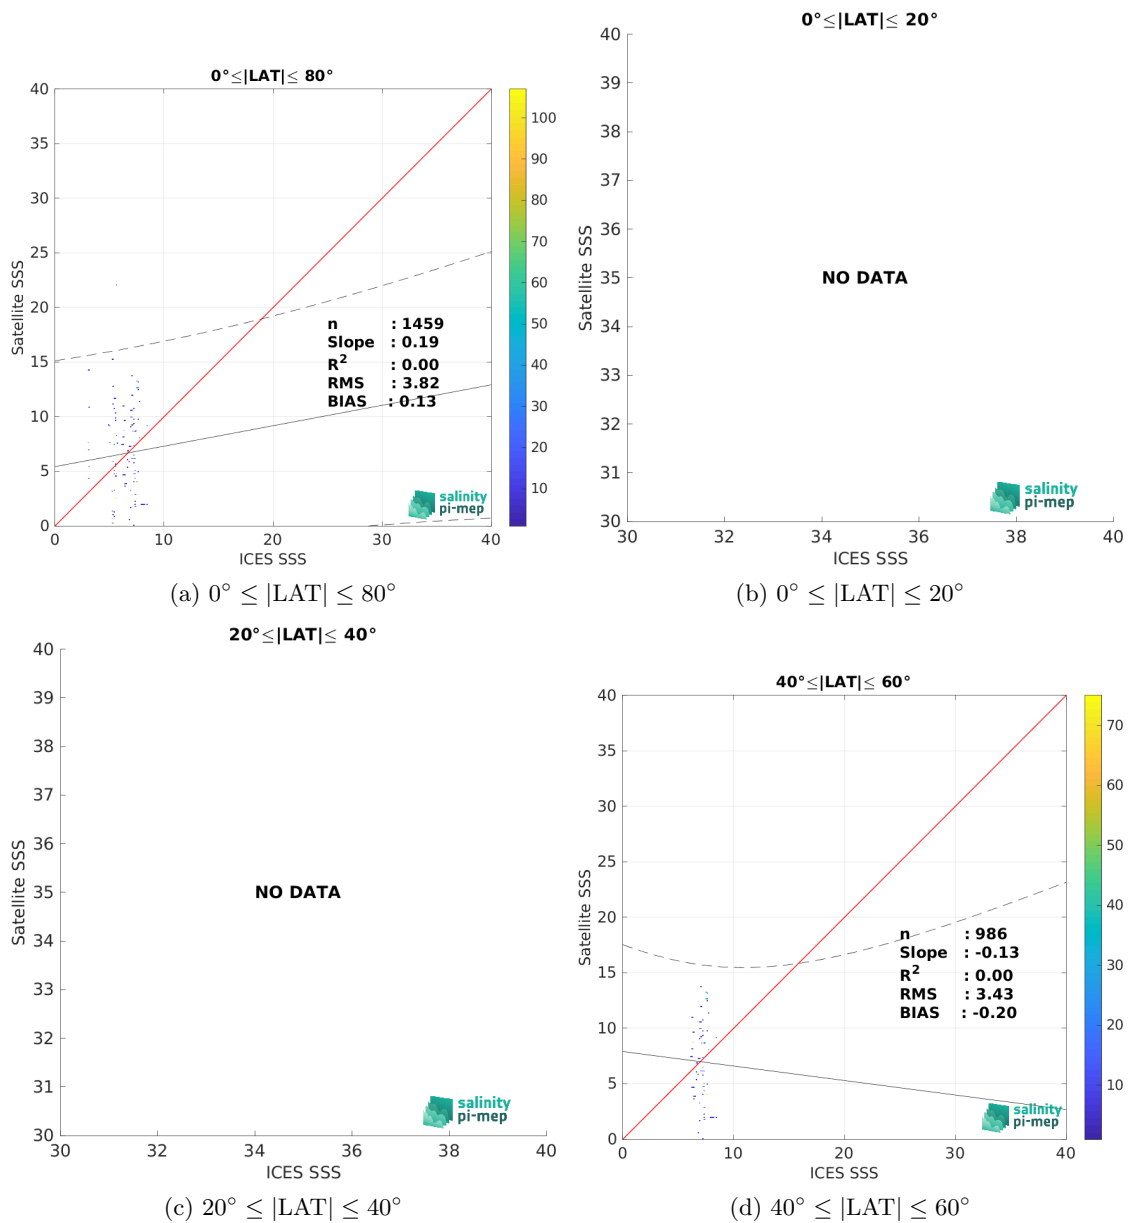 0°≤|LAT|≤ 80°
40
35
30
25
20
15
10
5
0
Satellite SSS
0
10
20
30
40
ICES SSS
100
90
80
70
60
50
40
30
20
10
n : 1459
Slope : 0.19
R² : 0.00
RMS : 3.82
BIAS : 0.13
salinity
pi-mep
(a) 0° ≤ |LAT| ≤ 80°
0°≤|LAT|≤ 20°
40
39
38
37
36
35
34
33
32
31
30
Satellite SSS
NO DATA
30
32
34
36
38
40
ICES SSS
salinity
pi-mep
(b) 0° ≤ |LAT| ≤ 20°
20°≤|LAT|≤ 40°
40
39
38
37
36
35
34
33
32
31
30
Satellite SSS
NO DATA
30
32
34
36
38
40
ICES SSS
salinity
pi-mep
(c) 20° ≤ |LAT| ≤ 40°
40°≤|LAT|≤ 60°
40
35
30
25
20
15
10
5
0
Satellite SSS
0
10
20
30
40
ICES SSS
70
60
50
40
30
20
10
n : 986
Slope : -0.13
R² : 0.00
RMS : 3.43
BIAS : -0.20
salinity
pi-mep
(d) 40° ≤ |LAT| ≤ 60°